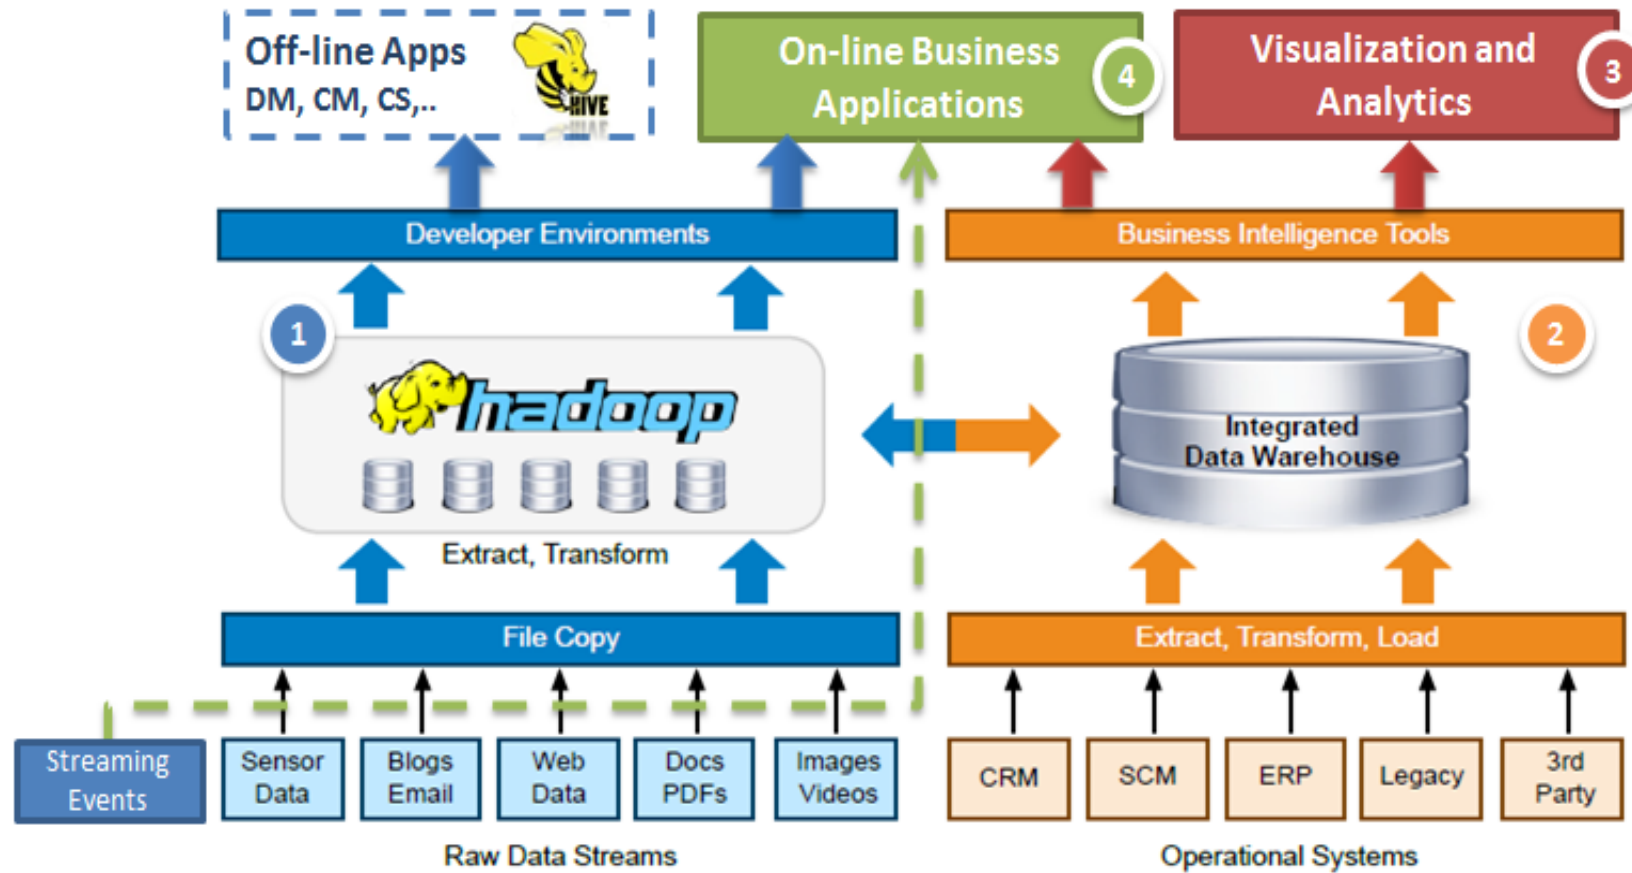 Off-line Apps
DM, CM, CS,..
HIVE
On-line Business
Applications
4
Visualization and
Analytics
3
Developer Environments
Business Intelligence Tools
1
2
hadoop
Integrated
Data Warehouse
Extract, Transform
File Copy
Extract, Transform, Load
Streaming
Events
Sensor
Data
Blogs
Email
Web
Data
Docs
PDFs
Images
Videos
CRM
SCM
ERP
Legacy
3rd
Party
Raw Data Streams
Operational Systems